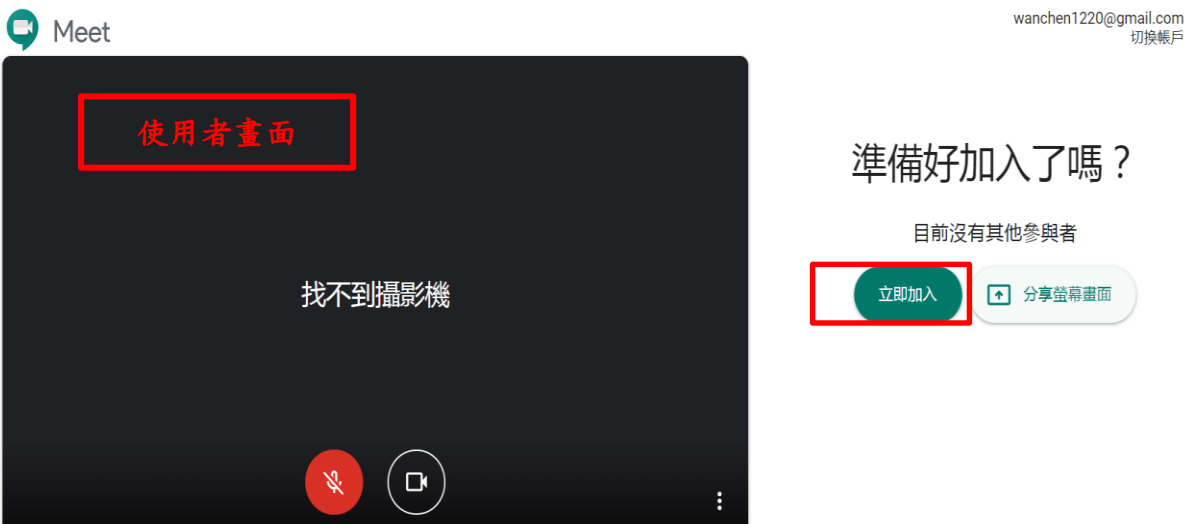 Meet
wanchen1220@gmail.com
切換帳戶
使用者畫面
找不到攝影機
準備好加入了嗎？
目前沒有其他參與者
立即加入
分享螢幕畫面